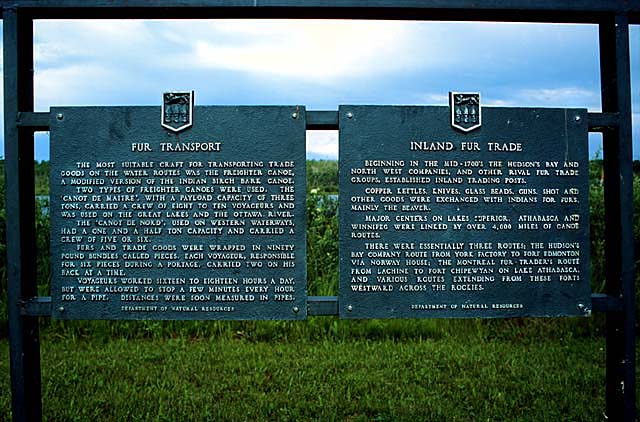 FUR TRANSPORT
THE MOST SUITABLE CRAFT FOR TRANSPORTING TRADE
GOODS ON THE WATER ROUTES WAS THE FREIGHTER CANOE,
A MODIFIED VERSION OF THE INDIAN BIRCH BARK CANOE.
TWO TYPES OF FREIGHTER CANOES WERE USED. THE
'CANOT DE MAITRE', WITH A PAYLOAD CAPACITY OF THREE
TONS, CARRIED A CREW OF EIGHT TO TEN VOYAGEURS AND
WAS USED ON THE GREAT LAKES AND THE OTTAWA RIVER.
THE 'CANOT DE NORD', USED ON WESTERN WATERWAYS,
HAD A ONE AND A HALF TON CAPACITY AND CARRIED A
CREW OF FIVE OR SIX.
FURS AND TRADE GOODS WERE WRAPPED IN NINETY
POUND BUNDLES CALLED PIECES. EACH VOYAGEUR, RESPONSIBLE
FOR SIX PIECES DURING A PORTAGE, CARRIED TWO ON HIS
BACK AT A TIME.
VOYAGEURS WORKED SIXTEEN TO EIGHTEEN HOURS A DAY,
BUT WERE ALLOWED TO STOP A FEW MINUTES EVERY HOUR
FOR A PIPE. DISTANCES WERE SOON MEASURED IN PIPES.
DEPARTMENT OF NATURAL RESOURCES
INLAND FUR TRADE
BEGINNING IN THE MID-1700'S THE HUDSON'S BAY AND
NORTH WEST COMPANIES, AND OTHER RIVAL FUR TRADE
GROUPS, ESTABLISHED INLAND TRADING POSTS.
COPPER KETTLES, KNIVES, GLASS BEADS, GUNS, SHOT AND
OTHER GOODS WERE EXCHANGED WITH INDIANS FOR FURS,
MAINLY THE BEAVER.
MAJOR CENTERS ON LAKES SUPERIOR, ATHABASCA AND
WINNIPEG WERE LINKED BY OVER 4,000 MILES OF CANOE
ROUTES.
THERE WERE ESSENTIALLY THREE ROUTES; THE HUDSON'S
BAY COMPANY ROUTE FROM YORK FACTORY TO FORT EDMONTON
VIA NORWAY HOUSE; THE MONTREAL FUR-TRADER'S ROUTE
FROM LACHINE TO FORT CHIPEWYAN ON LAKE ATHABASCA,
AND VARIOUS ROUTES EXTENDING FROM THESE FORTS
WESTWARD ACROSS THE ROCKIES.
DEPARTMENT OF NATURAL RESOURCES